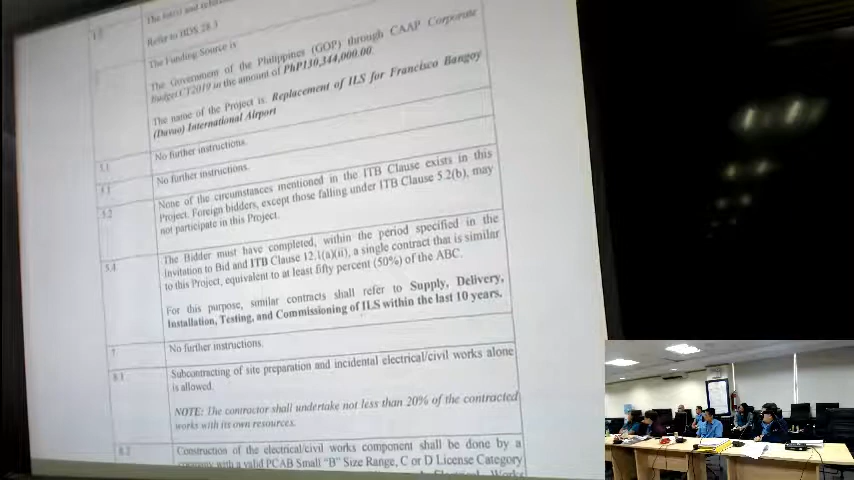 Refer to BDS 28.3
The Funding Source is
The Government of the Philippines (GOP) through CAAP Corporate
Budget CY2019 in the amount of PhP130,344,000.00.
The name of the Project is: Replacement of ILS for Francisco Bangoy
(Davao) International Airport
3.1
No further instructions.
No further instructions.
5.2
None of the circumstances mentioned in the ITB Clause exists in this
Project. Foreign bidders, except those falling under ITB Clause 5.2(b), may
not participate in this Project.
5.4
The Bidder must have completed, within the period specified in the
Invitation to Bid and ITB Clause 12.1(a)(ii), a single contract that is similar
to this Project, equivalent to at least fifty percent (50%) of the ABC.
For this purpose, similar contracts shall refer to Supply, Delivery,
Installation, Testing, and Commissioning of ILS within the last 10 years.
7
No further instructions.
8.1
Subcontracting of site preparation and incidental electrical/civil works alone
is allowed.
NOTE: The contractor shall undertake not less than 20% of the contracted
works with its own resources.
8.2
Construction of the electrical/civil works component shall be done by a
with a valid PCAB Small "B" Size Range, C or D License Category
Works